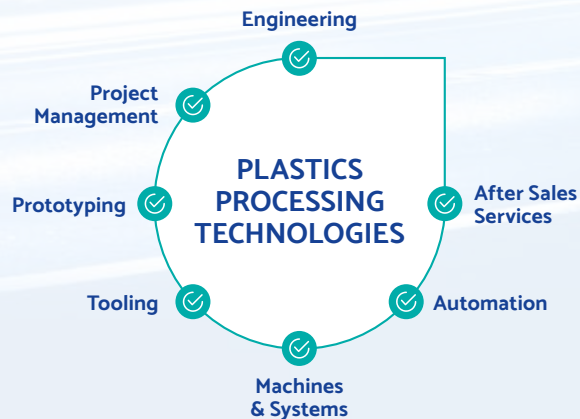 Engineering
Project
Management
Prototyping
PLASTICS
PROCESSING
TECHNOLOGIES
After Sales
Services
Tooling
Automation
Machines
& Systems